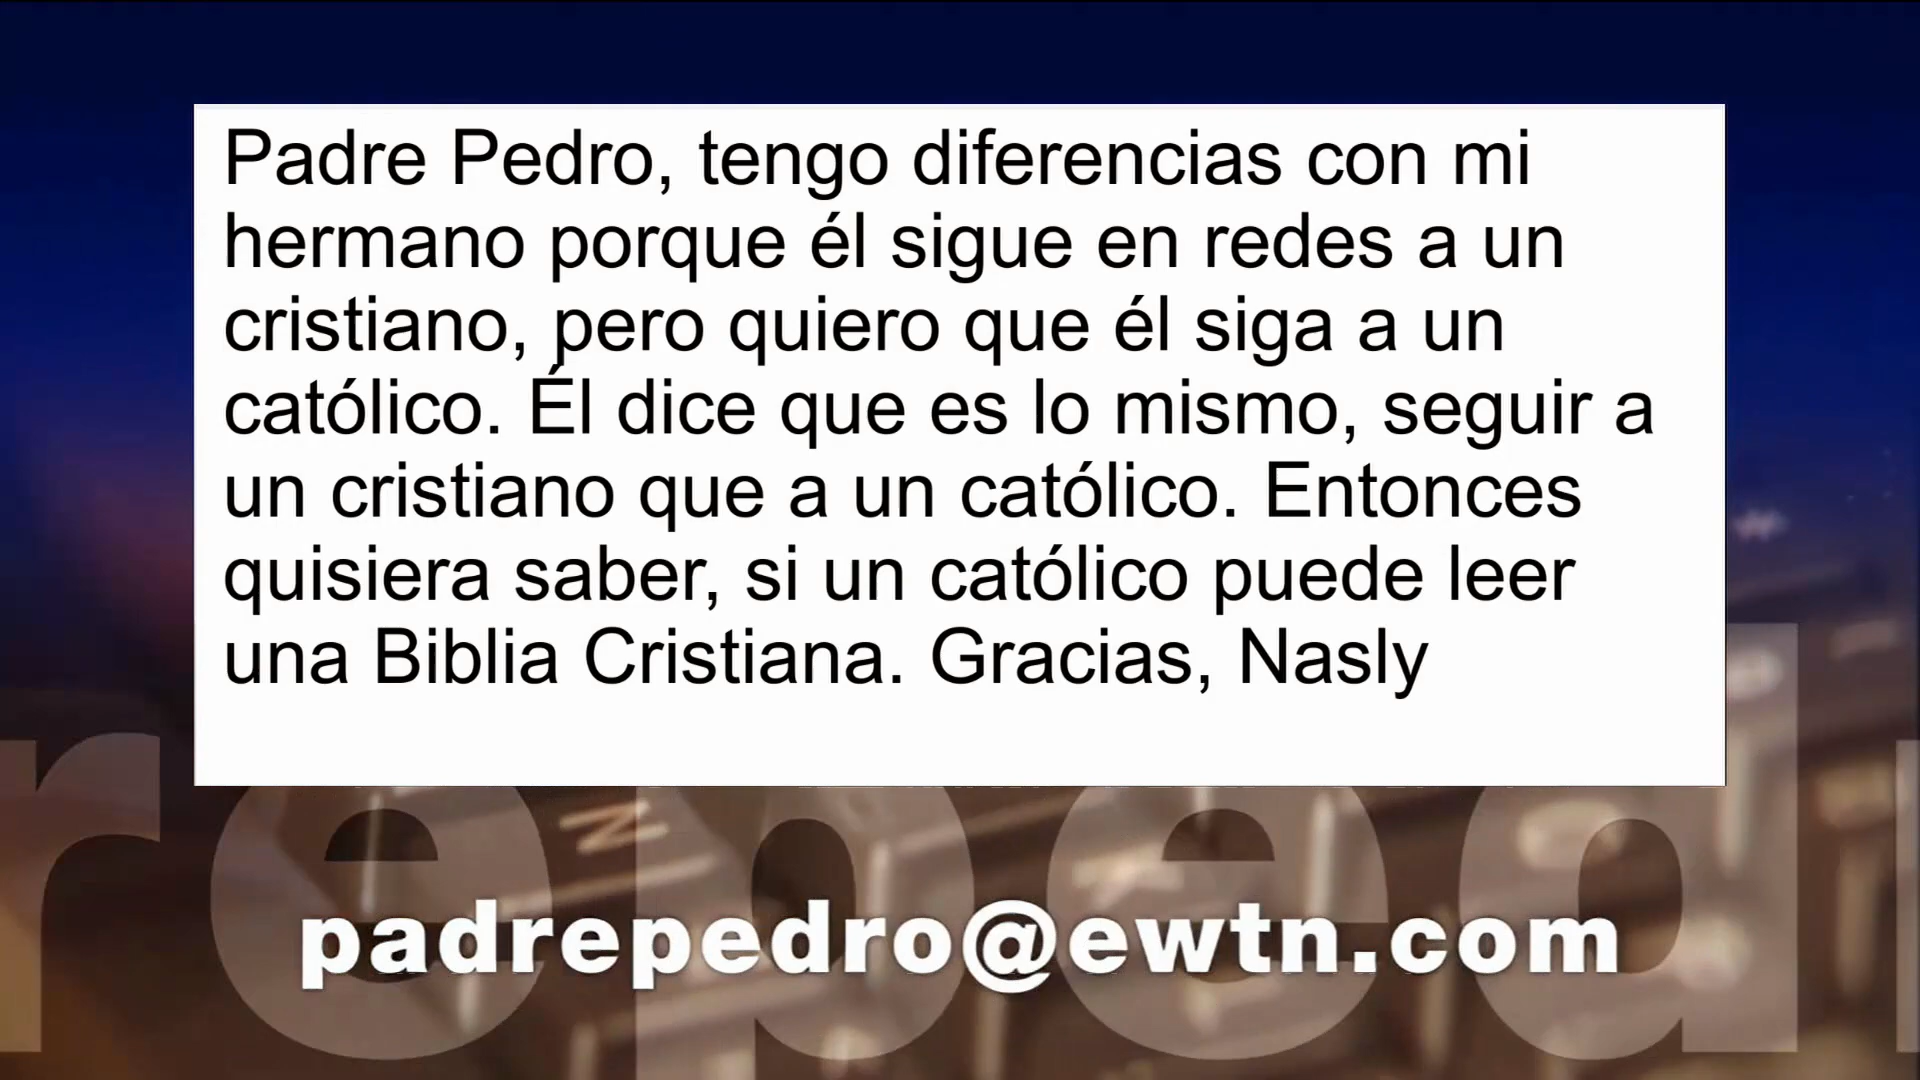 Padre Pedro, tengo diferencias con mi
hermano porque él sigue en redes a un
cristiano, pero quiero que él siga a un
católico. Él dice que es lo mismo, seguir a
un cristiano que a un católico. Entonces
quisiera saber, si un católico puede leer
una Biblia Cristiana. Gracias, Nasly
padrepedro@ewtn.com